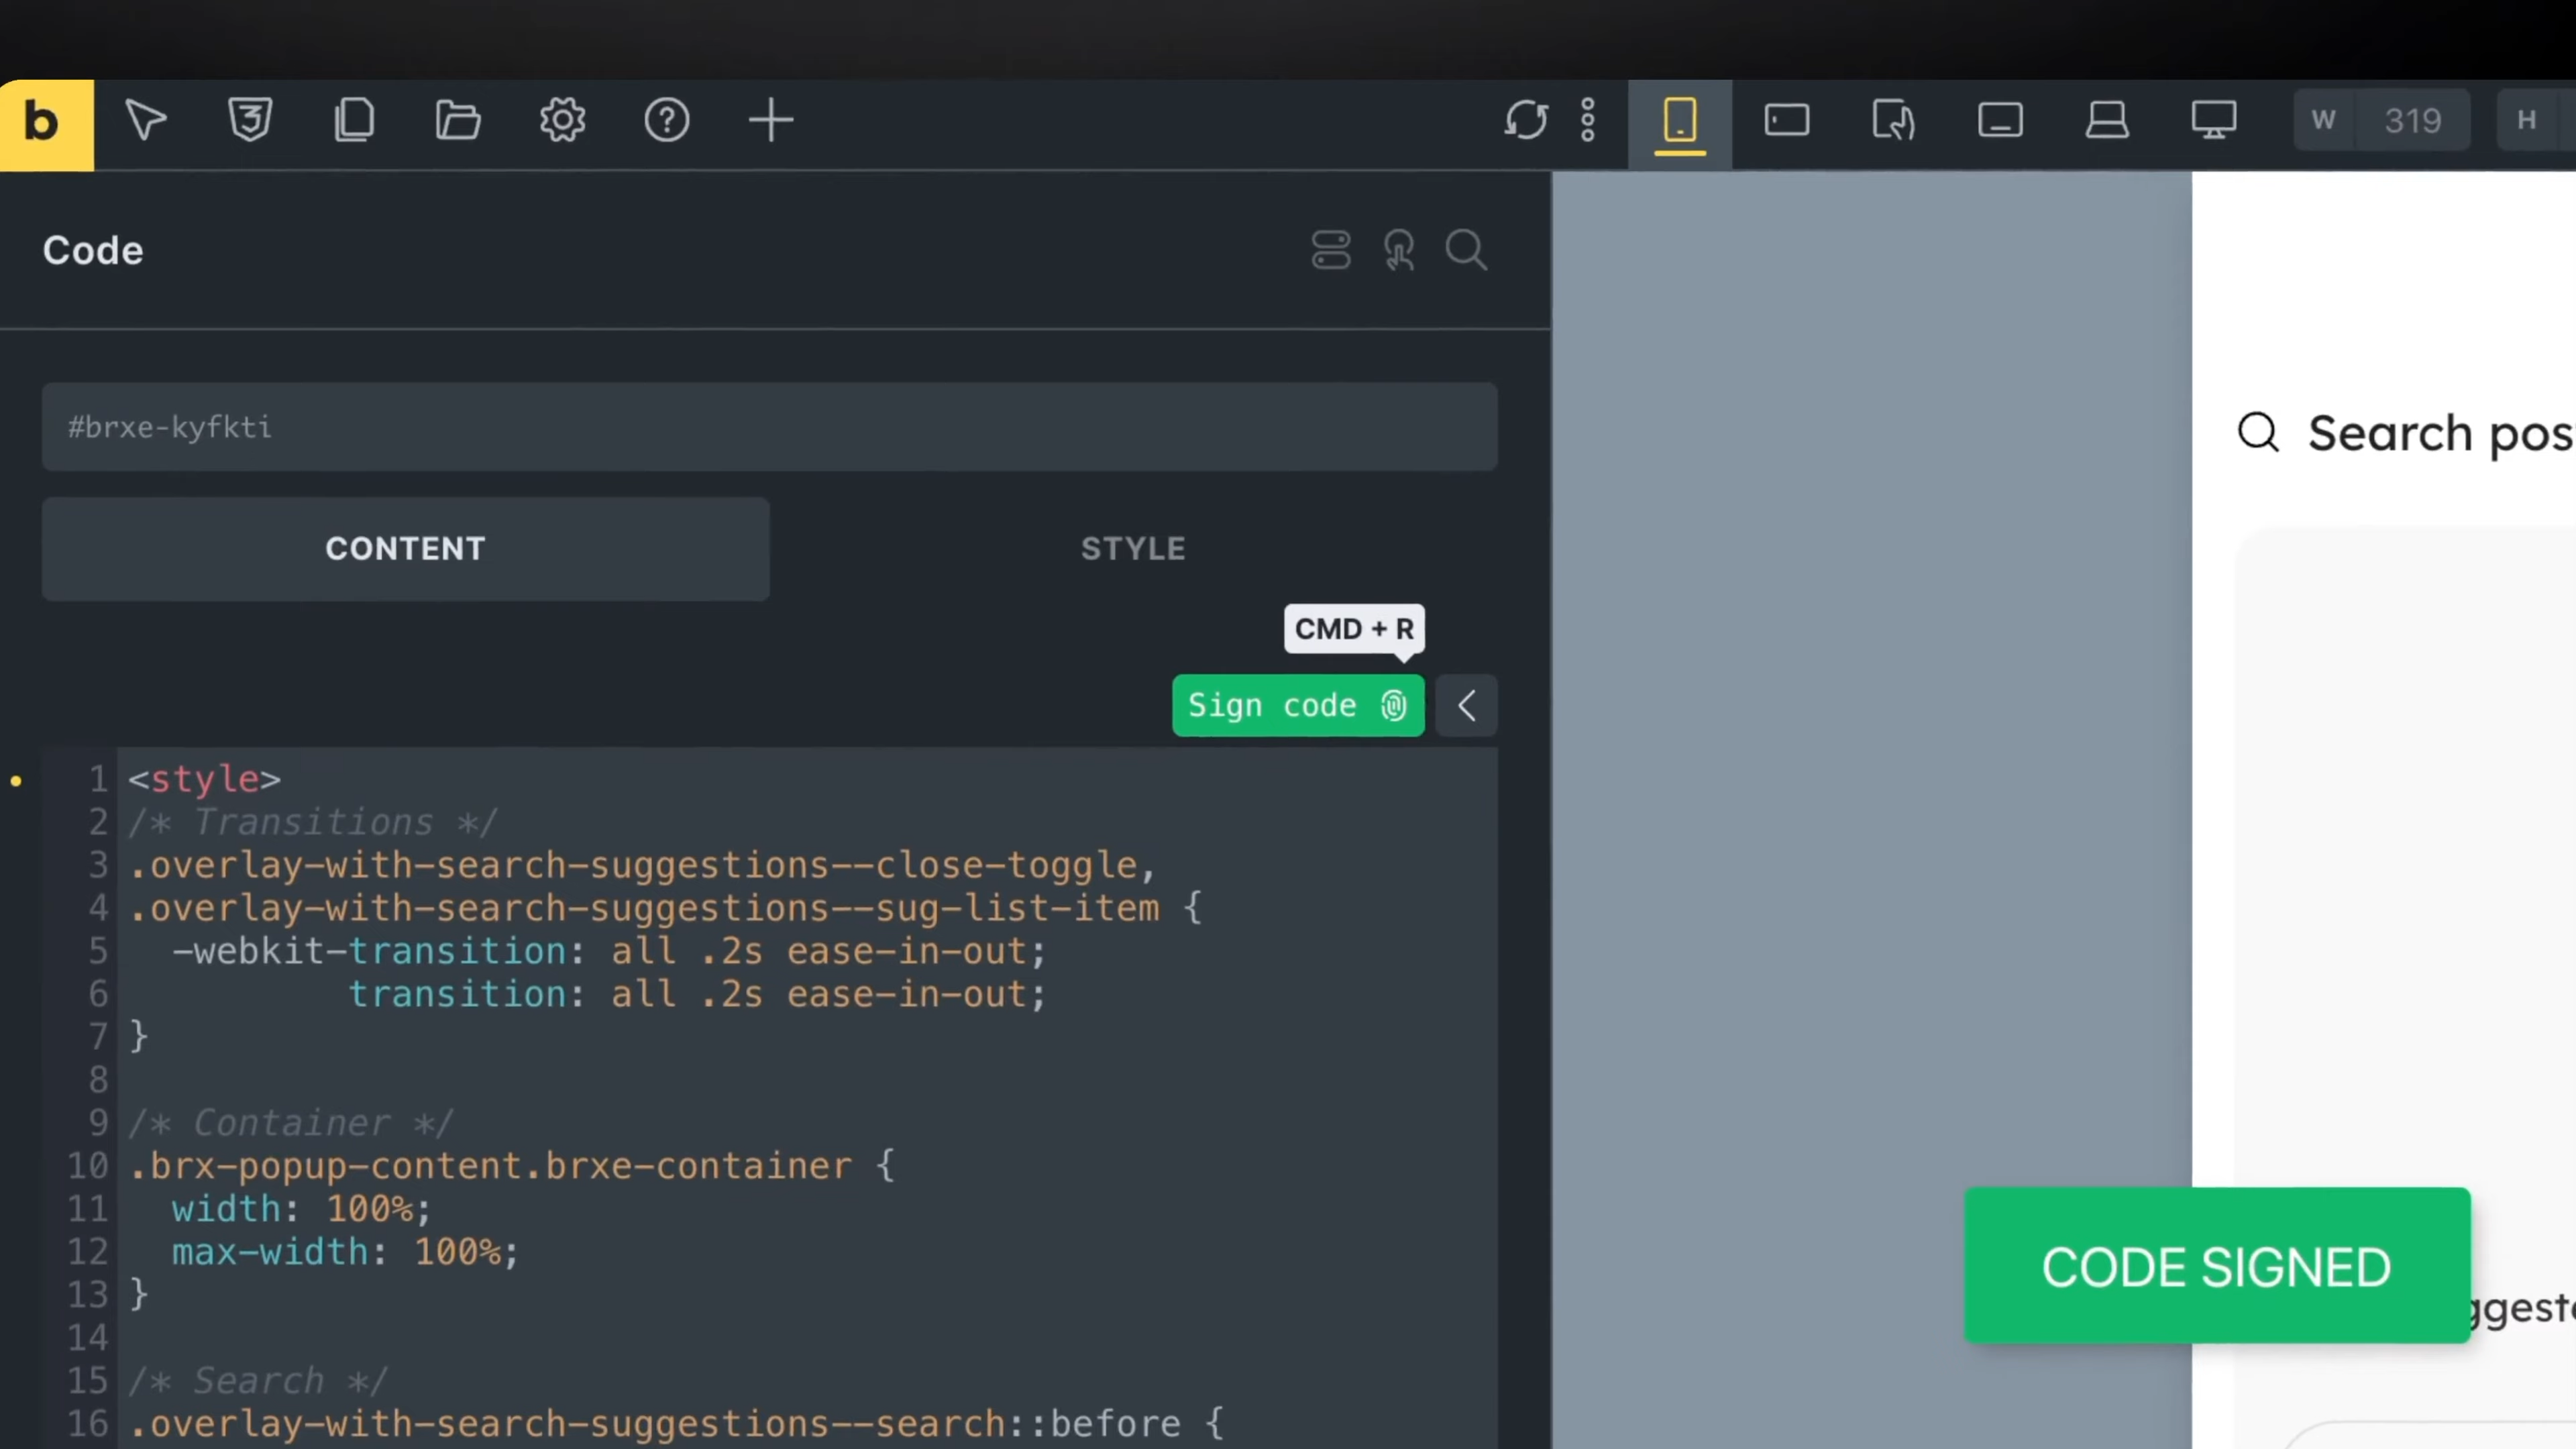 b
W 319 H
Code
#brxe-kyfkti
CONTENT STYLE
CMD + R
Sign code
1 <style>
2 /* Transitions */
3 .overlay-with-search-suggestions--close-toggle,
4 .overlay-with-search-suggestions--sug-list-item {
5 -webkit-transition: all .2s ease-in-out;
6 transition: all .2s ease-in-out;
7 }
8
9 /* Container */
10 .brx-popup-content.brxe-container {
11 width: 100%;
12 max-width: 100%;
13 }
14
15 /* Search */
16 .overlay-with-search-suggestions--search::before {
Search pos
CODE SIGNED
ggeste